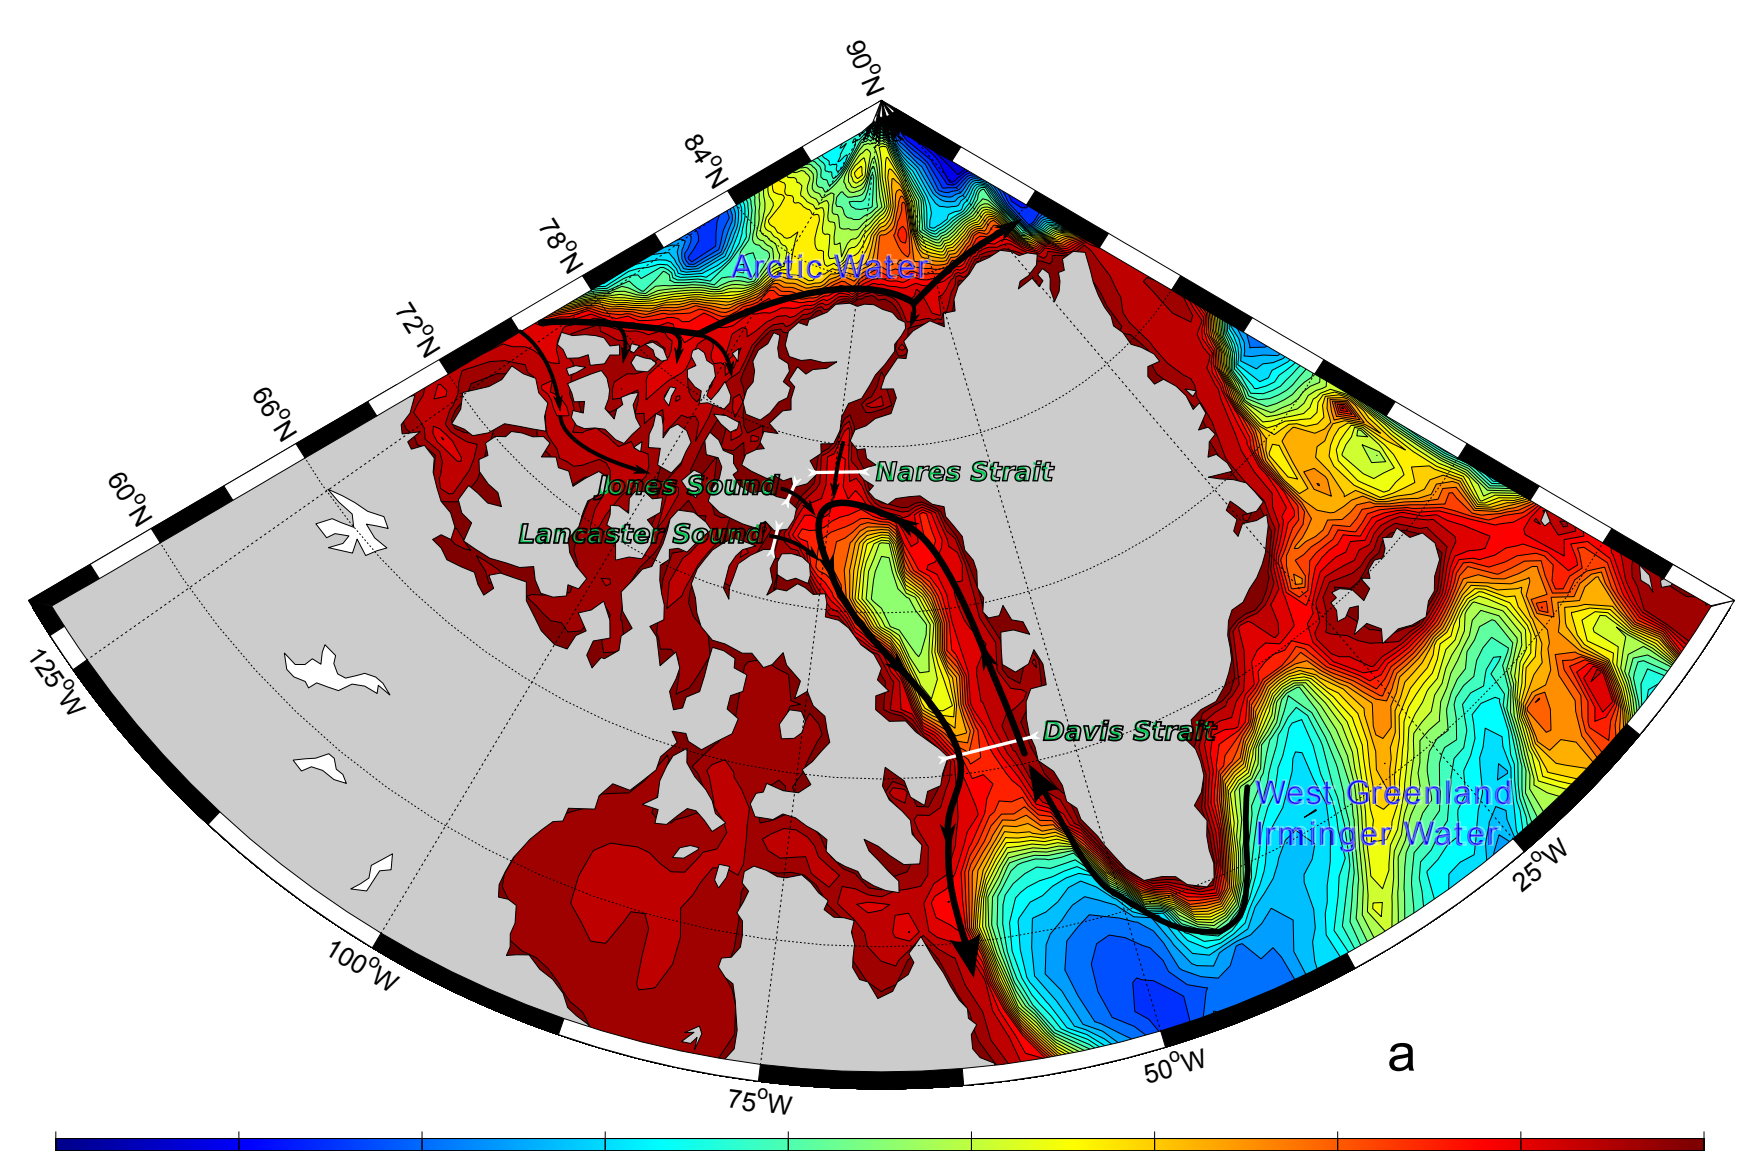 90°N
84°N
78°N
72°N
66°N
60°N
Arctic Water
Nares Strait
Jones Sound
Lancaster Sound
Davis Strait
West Greenland
Irminger Water
125°W
100°W
75°W
50°W
25°W
a